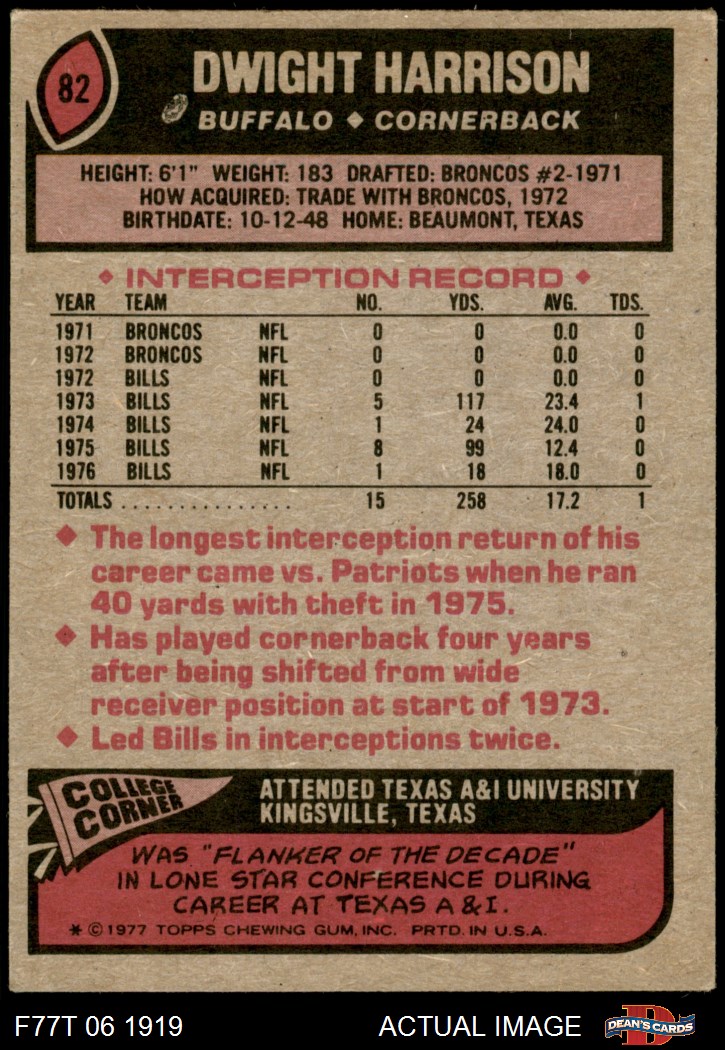 82
DWIGHT HARRISON
BUFFALO ◆ CORNERBACK
HEIGHT: 6'1" WEIGHT: 183 DRAFTED: BRONCOS #2-1971
HOW ACQUIRED: TRADE WITH BRONCOS, 1972
BIRTHDATE: 10-12-48 HOME: BEAUMONT, TEXAS
◆ INTERCEPTION RECORD ◆
YEAR TEAM NO. YDS. AVG. TDS.
1971 BRONCOS NFL 0 0 0.0 0
1972 BRONCOS NFL 0 0 0.0 0
1972 BILLS NFL 0 0 0.0 0
1973 BILLS NFL 5 117 23.4 1
1974 BILLS NFL 1 24 24.0 0
1975 BILLS NFL 8 99 12.4 0
1976 BILLS NFL 1 18 18.0 0
TOTALS . . . . . . . . . . . . . . . 15 258 17.2 1
◆ The longest interception return of his
career came vs. Patriots when he ran
40 yards with theft in 1975.
◆ Has played cornerback four years
after being shifted from wide
receiver position at start of 1973.
◆ Led Bills in interceptions twice.
COLLEGE
CORNER
ATTENDED TEXAS A&I UNIVERSITY
KINGSVILLE, TEXAS
WAS "FLANKER OF THE DECADE"
IN LONE STAR CONFERENCE DURING
CAREER AT TEXAS A&I.
* © 1977 TOPPS CHEWING GUM, INC. PRTD. IN U.S.A.
F77T 06 1919 ACTUAL IMAGE
D
DEAN'S CARDS